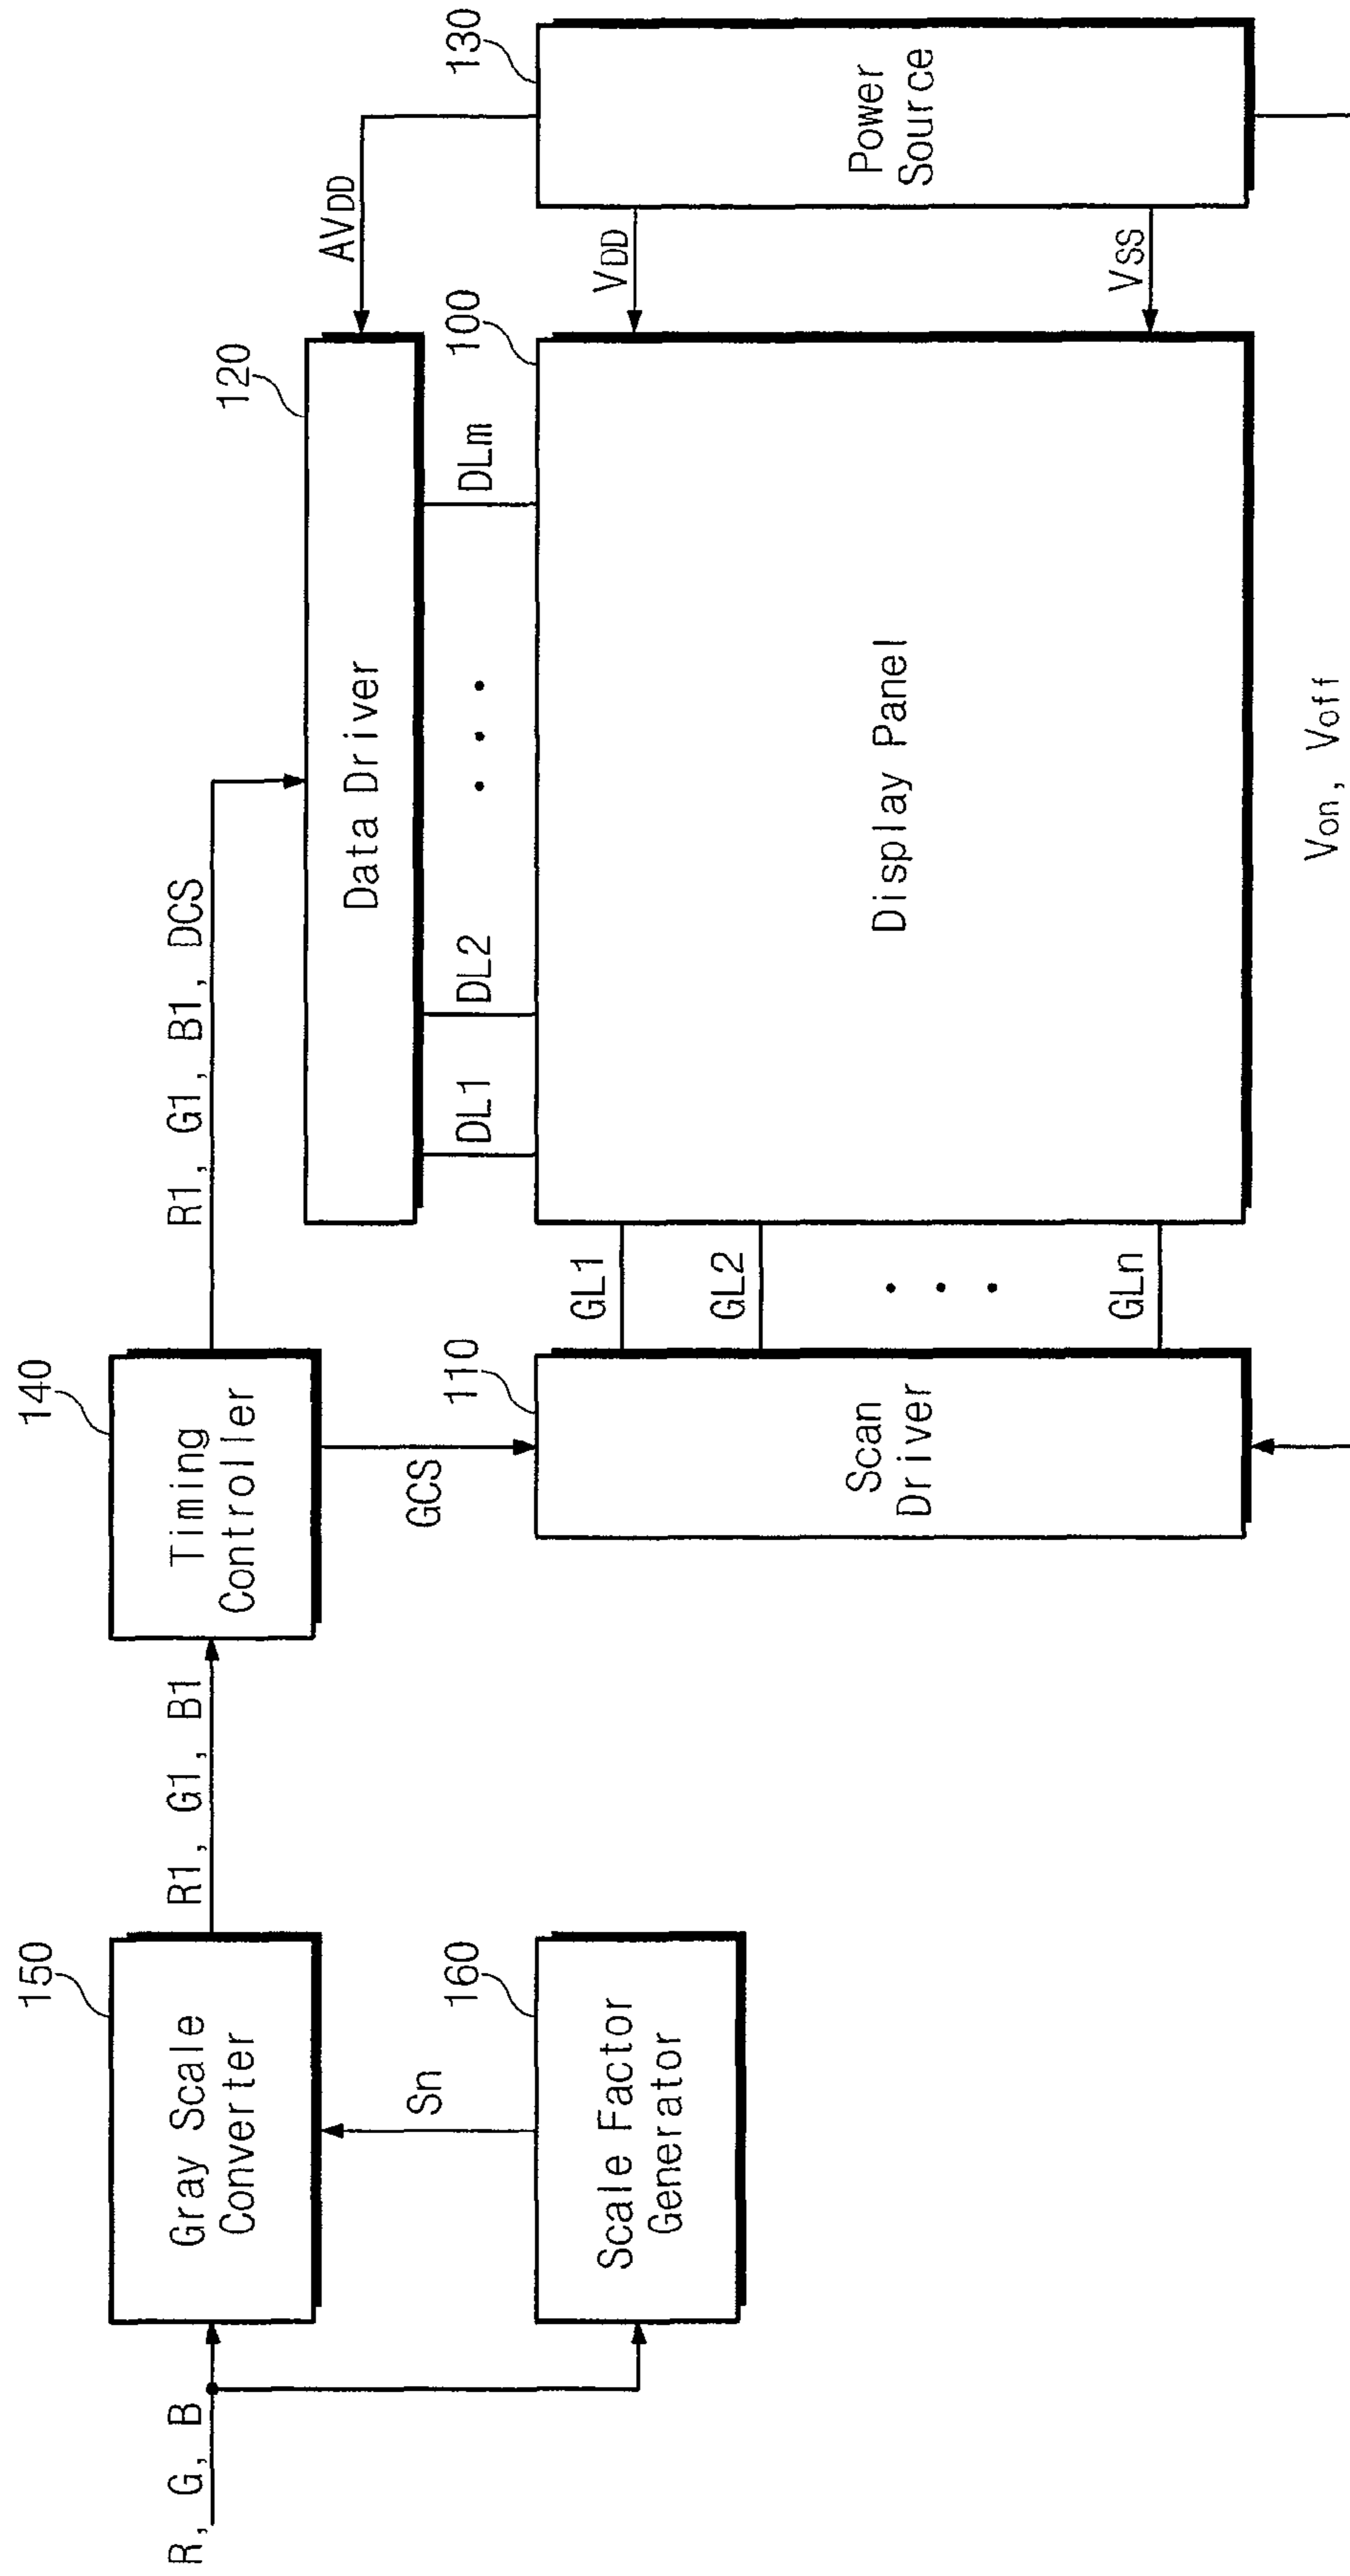 R, G, B
150
Gray Scale
Converter
R1, G1, B1
140
Timing
Controller
R1, G1, B1, DCS
120
Data Driver
AVDD
Sn
GCS
DL1
DL2
• • •
DLm
160
Scale Factor
Generator
110
Scan
Driver
GL1
GL2
• • •
GLn
100
Display Panel
VDD
VSS
130
Power
Source
Von, Voff